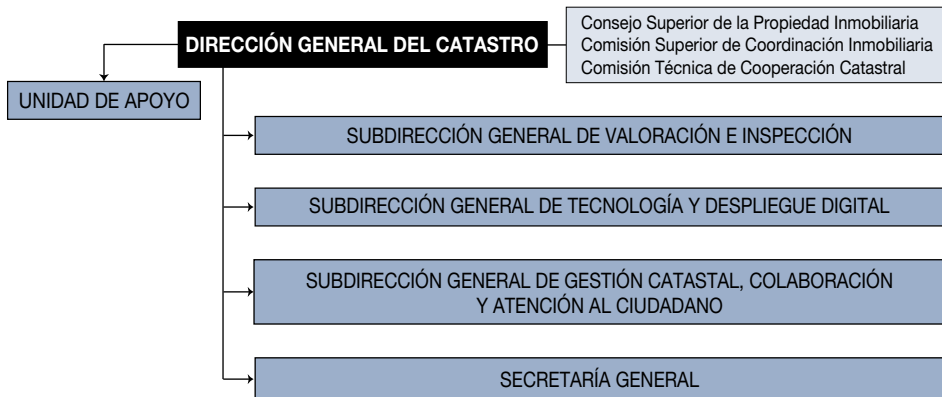 DIRECCIÓN GENERAL DEL CATASTRO
Consejo Superior de la Propiedad Inmobiliaria
Comisión Superior de Coordinación Inmobiliaria
Comisión Técnica de Cooperación Catastral
UNIDAD DE APOYO
SUBDIRECCIÓN GENERAL DE VALORACIÓN E INSPECCIÓN
SUBDIRECCIÓN GENERAL DE TECNOLOGÍA Y DESPLIEGUE DIGITAL
SUBDIRECCIÓN GENERAL DE GESTIÓN CATASTAL, COLABORACIÓN
Y ATENCIÓN AL CIUDADANO
SECRETARÍA GENERAL